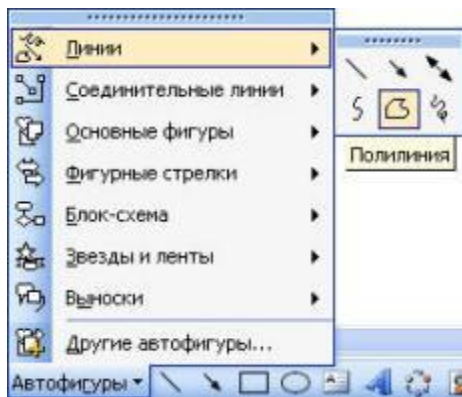 Линии
Соединительные линии
Основные фигуры
Фигурные стрелки
Блок-схема
Звезды и ленты
Выноски
Другие автофигуры...
Полилиния
Автофигуры